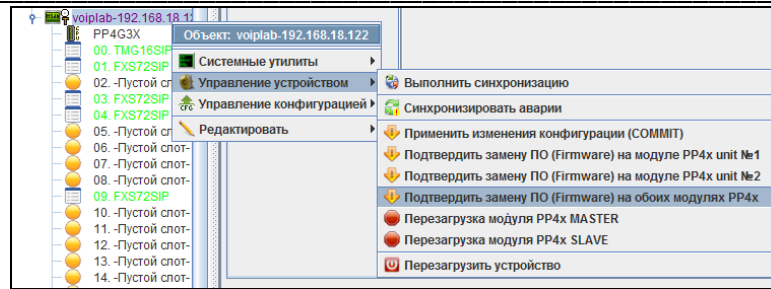 voiplab-192.168.18.12
PP4G3X
00. TMG16SIP
01. FXS72SIP
02. -Пустой сл
03. FXS72SIP
04. FXS72SIP
05. -Пустой сл
06. -Пустой слот-
07. -Пустой слот-
08. -Пустой слот-
09. FXS72SIP
10. -Пустой слот-
11. -Пустой слот-
12. -Пустой слот-
13. -Пустой слот-
14. -Пустой слот-
Объект: voiplab-192.168.18.122
Системные утилиты
Управление устройством
Управление конфигурацией
Редактировать
Выполнить синхронизацию
Синхронизировать аварии
Применить изменения конфигурации (COMMIT)
Подтвердить замену ПО (Firmware) на модуле PP4x unit №1
Подтвердить замену ПО (Firmware) на модуле PP4x unit №2
Подтвердить замену ПО (Firmware) на обоих модулях PP4x
Перезагрузка модуля PP4x MASTER
Перезагрузка модуля PP4x SLAVE
Перезагрузить устройство